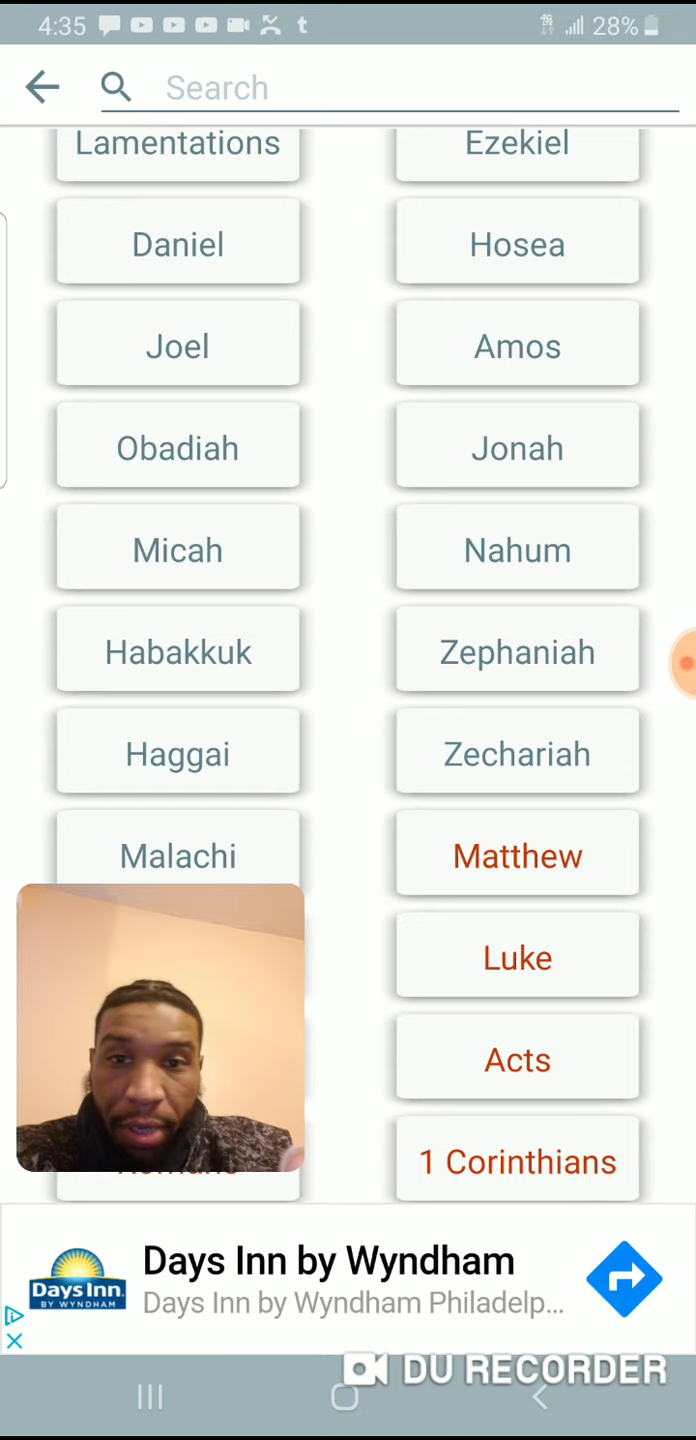 4:35 t 28%
Search
Lamentations Ezekiel
Daniel Hosea
Joel Amos
Obadiah Jonah
Micah Nahum
Habakkuk Zephaniah
Haggai Zechariah
Malachi Matthew
Luke
Acts
1 Corinthians
Days Inn by Wyndham
Days Inn by Wyndham Philadelp...
Days Inn
BY WYNDHAM
DU RECORDER